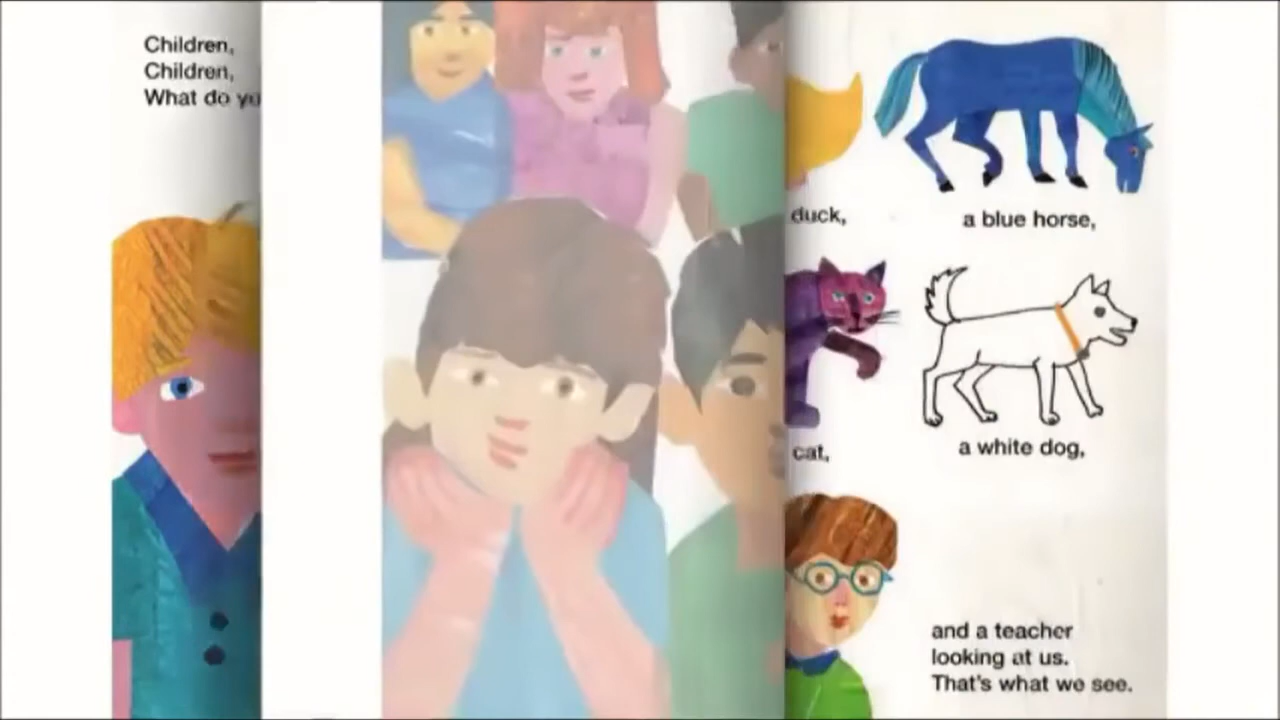 Children,
Children,
What do yo
duck,
a blue horse,
cat,
a white dog,
and a teacher
looking at us.
That's what we see.